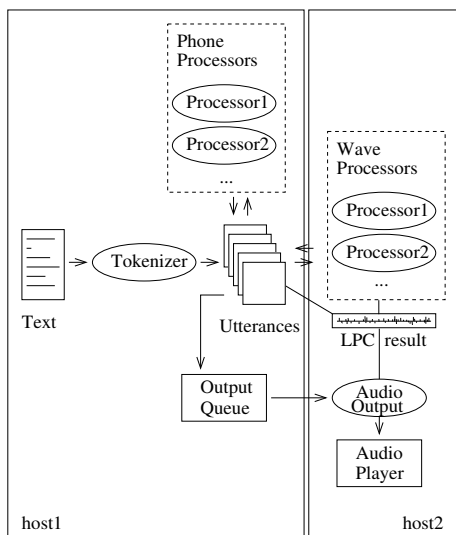 Phone
Processors
Processor1
Processor2
...
Wave
Processors
Processor1
Processor2
...
Tokenizer
Text
Utterances
LPC result
Output
Queue
Audio
Output
Audio
Player
host1
host2